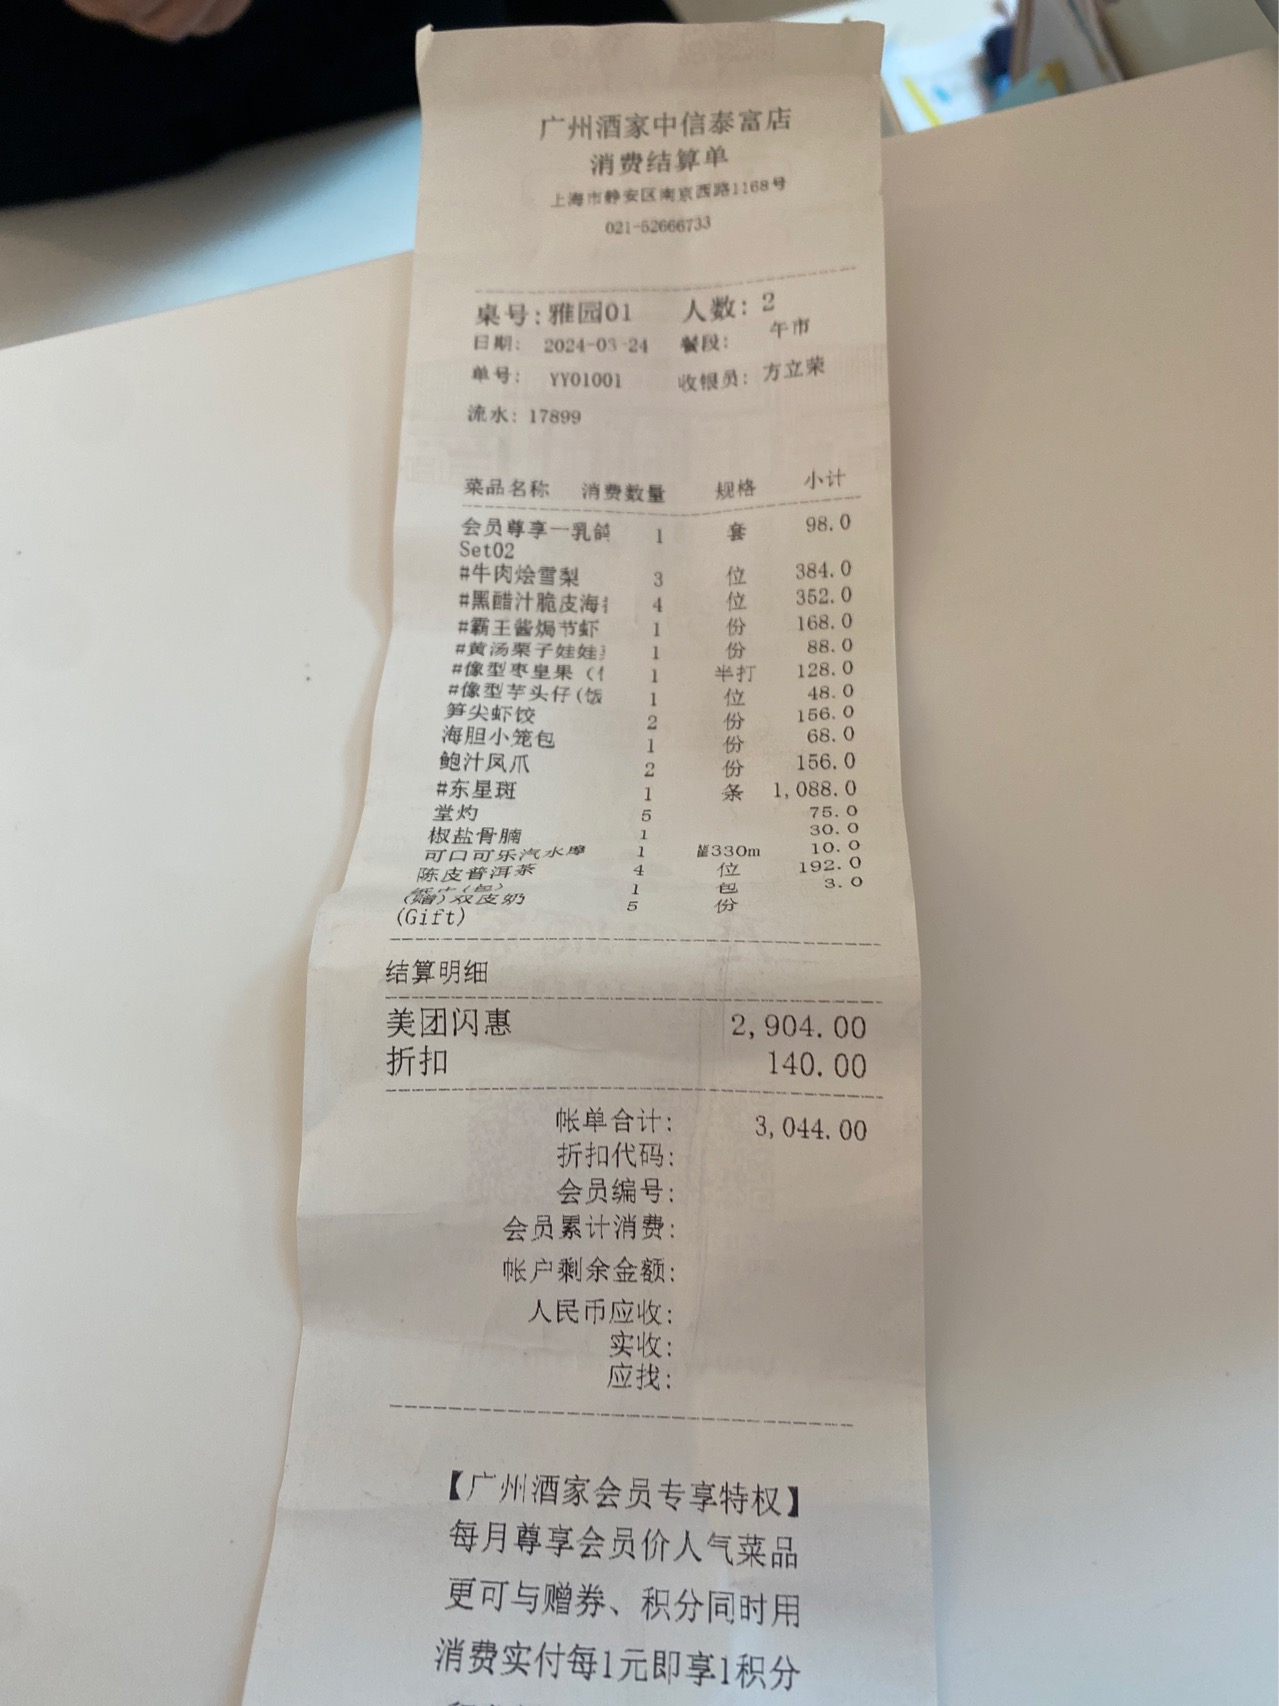 广州酒家中信泰富店
消费结算单
上海市静安区南京西路1168号
021-52666733
桌号:雅园01 人数: 2
日期: 2024-03-24 餐段: 午市
单号: YY01001 收银员: 方立荣
流水: 17899
菜品名称 消费数量 规格 小计
会员尊享一乳鸽 1 套 98.0
Set02
#牛肉烩雪梨 3 位 384.0
#黑醋汁脆皮海 4 位 352.0
#霸王酱焗节虾 1 份 168.0
#黄汤栗子娃娃 1 份 88.0
#像型枣皇果 ( 1 半打 128.0
#像型芋头仔(饭 1 位 48.0
笋尖虾饺 2 份 156.0
海胆小笼包 1 份 68.0
鲍汁凤爪 2 份 156.0
#东星斑 1 条 1,088.0
堂灼 5 75.0
椒盐骨腩 1 30.0
可口可乐汽水摩 1 330m 10.0
陈皮普洱茶 4 位 192.0
(包) 1 包 3.0
(赠)双皮奶 5 份
(Gift)
结算明细
美团闪惠 2,904.00
折扣 140.00
帐单合计: 3,044.00
折扣代码:
会员编号:
会员累计消费:
帐户剩余金额:
人民币应收:
实收:
应找:
【广州酒家会员专享特权】
每月尊享会员价人气菜品
更可与赠券、积分同时用
消费实付每1元即享1积分